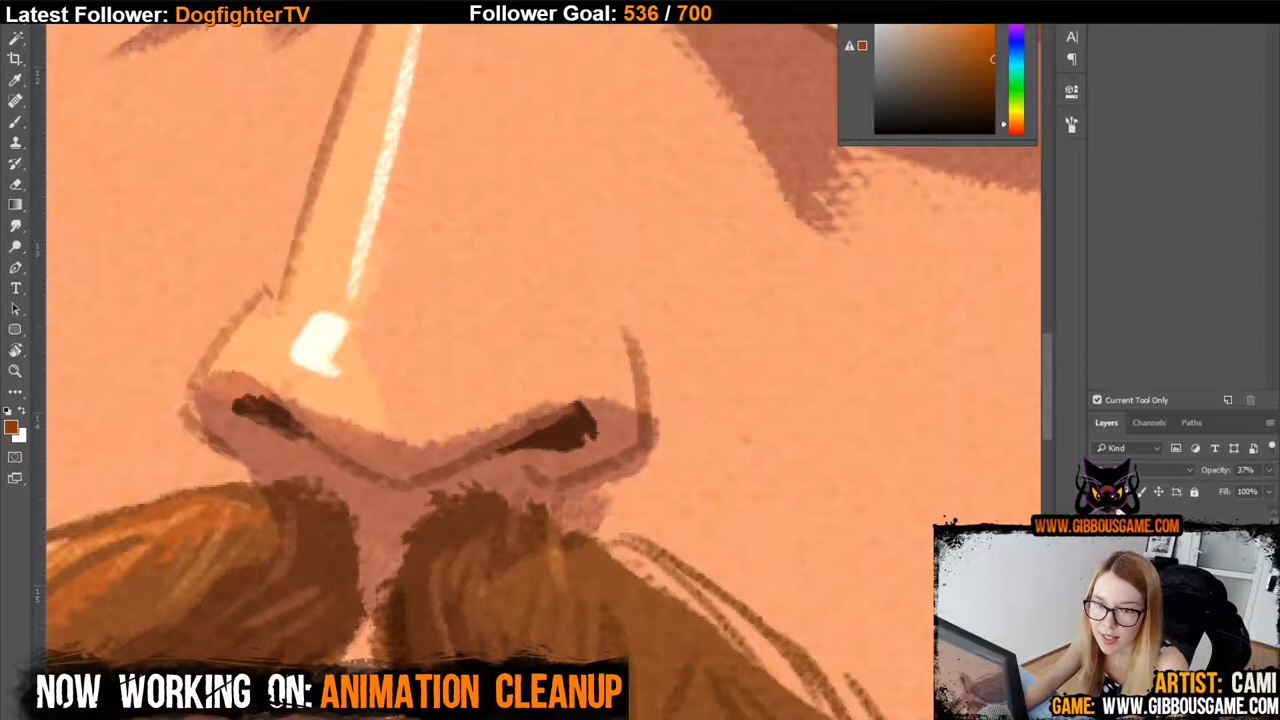 Latest Follower: DogfighterTV
Follower Goal: 536 / 700
Current Tool Only
Layers Channels Paths
Kind
Opacity: 37%
Fill: 100%
WWW.GIBBOUSGAME.COM
NOW WORKING ON: ANIMATION CLEANUP
ARTIST: CAMI
GAME: WWW.GIBBOUSGAME.COM